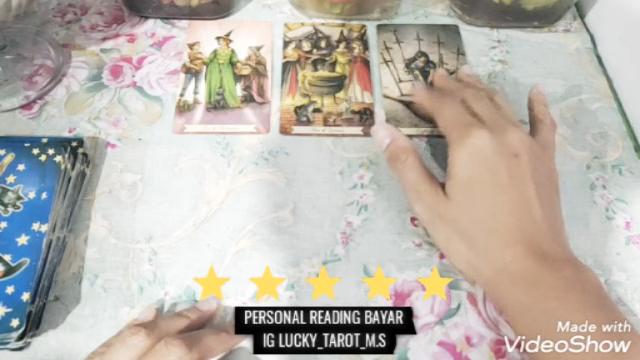 PERSONAL READING BAYAR
IG LUCKY_TAROT_M.S
Made with
VideoShow